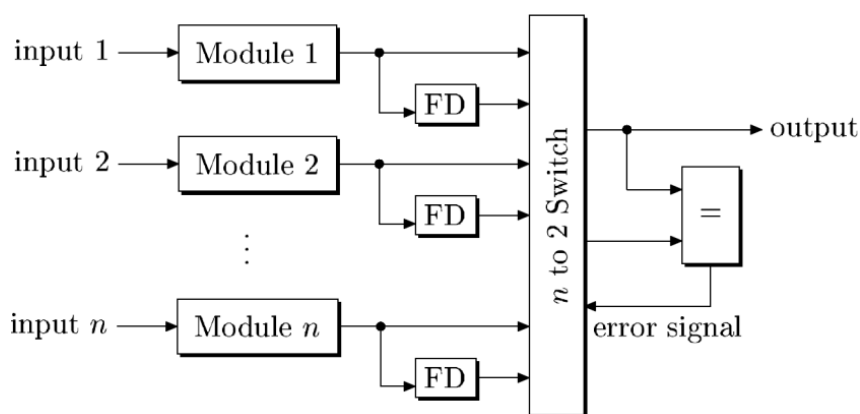 input 1
Module 1
FD
input 2
Module 2
FD
⋮
input n
Module n
FD
n to 2 Switch
output
=
error signal